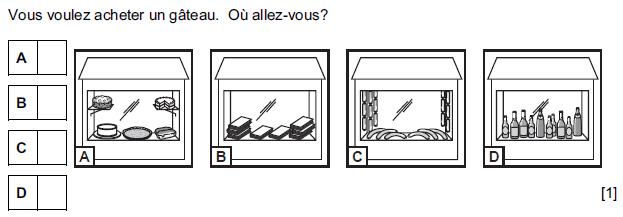 Vous voulez acheter un gâteau. Où allez-vous?
A
B
C
D
A B C D
[1]